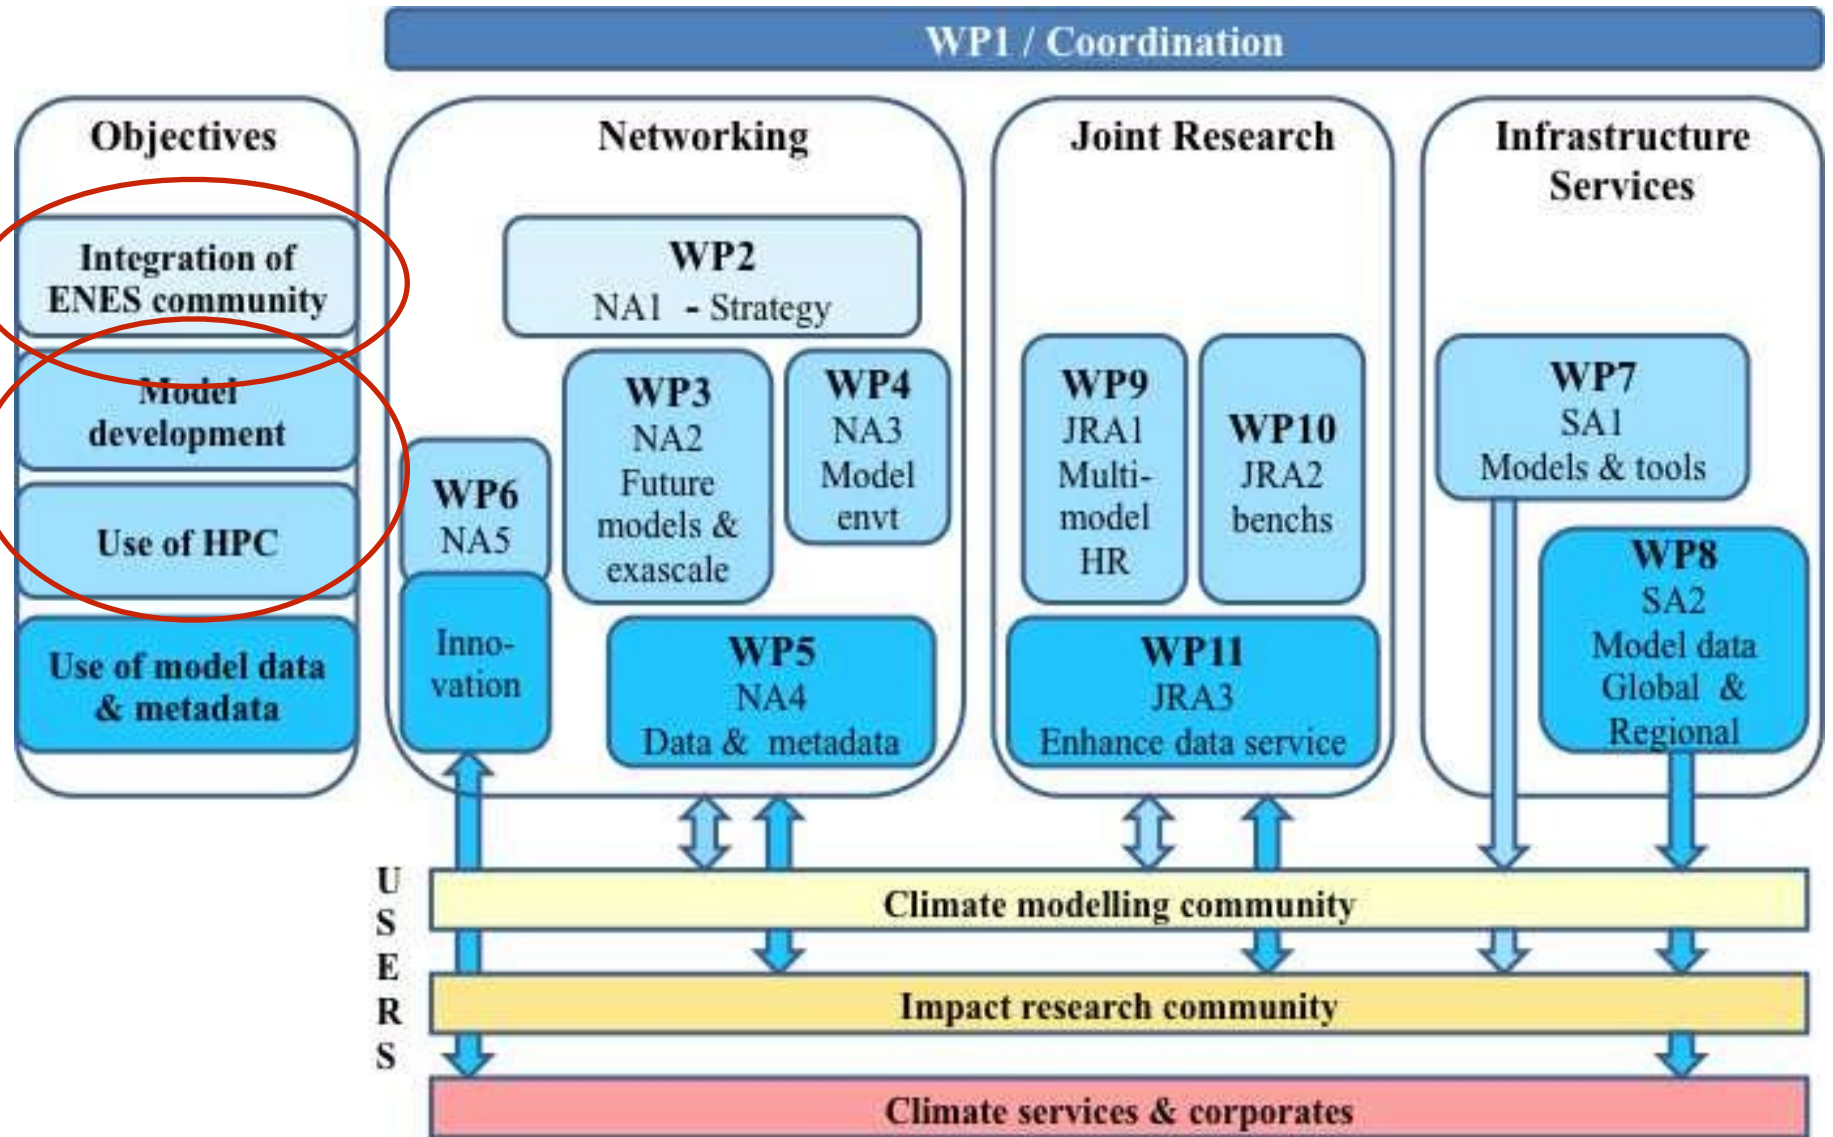 WP1 / Coordination
Objectives
Integration of
ENES community
Model
development
Use of HPC
Use of model data
& metadata
Networking
WP2
NA1 - Strategy
WP3
NA2
Future
models &
exascale
WP4
NA3
Model
envt
WP6
NA5
Inno-
vation
WP5
NA4
Data & metadata
Joint Research
WP9
JRA1
Multi-
model
HR
WP10
JRA2
benchs
WP11
JRA3
Enhance data service
Infrastructure
Services
WP7
SA1
Models & tools
WP8
SA2
Model data
Global &
Regional
U
S
E
R
S
Climate modelling community
Impact research community
Climate services & corporates